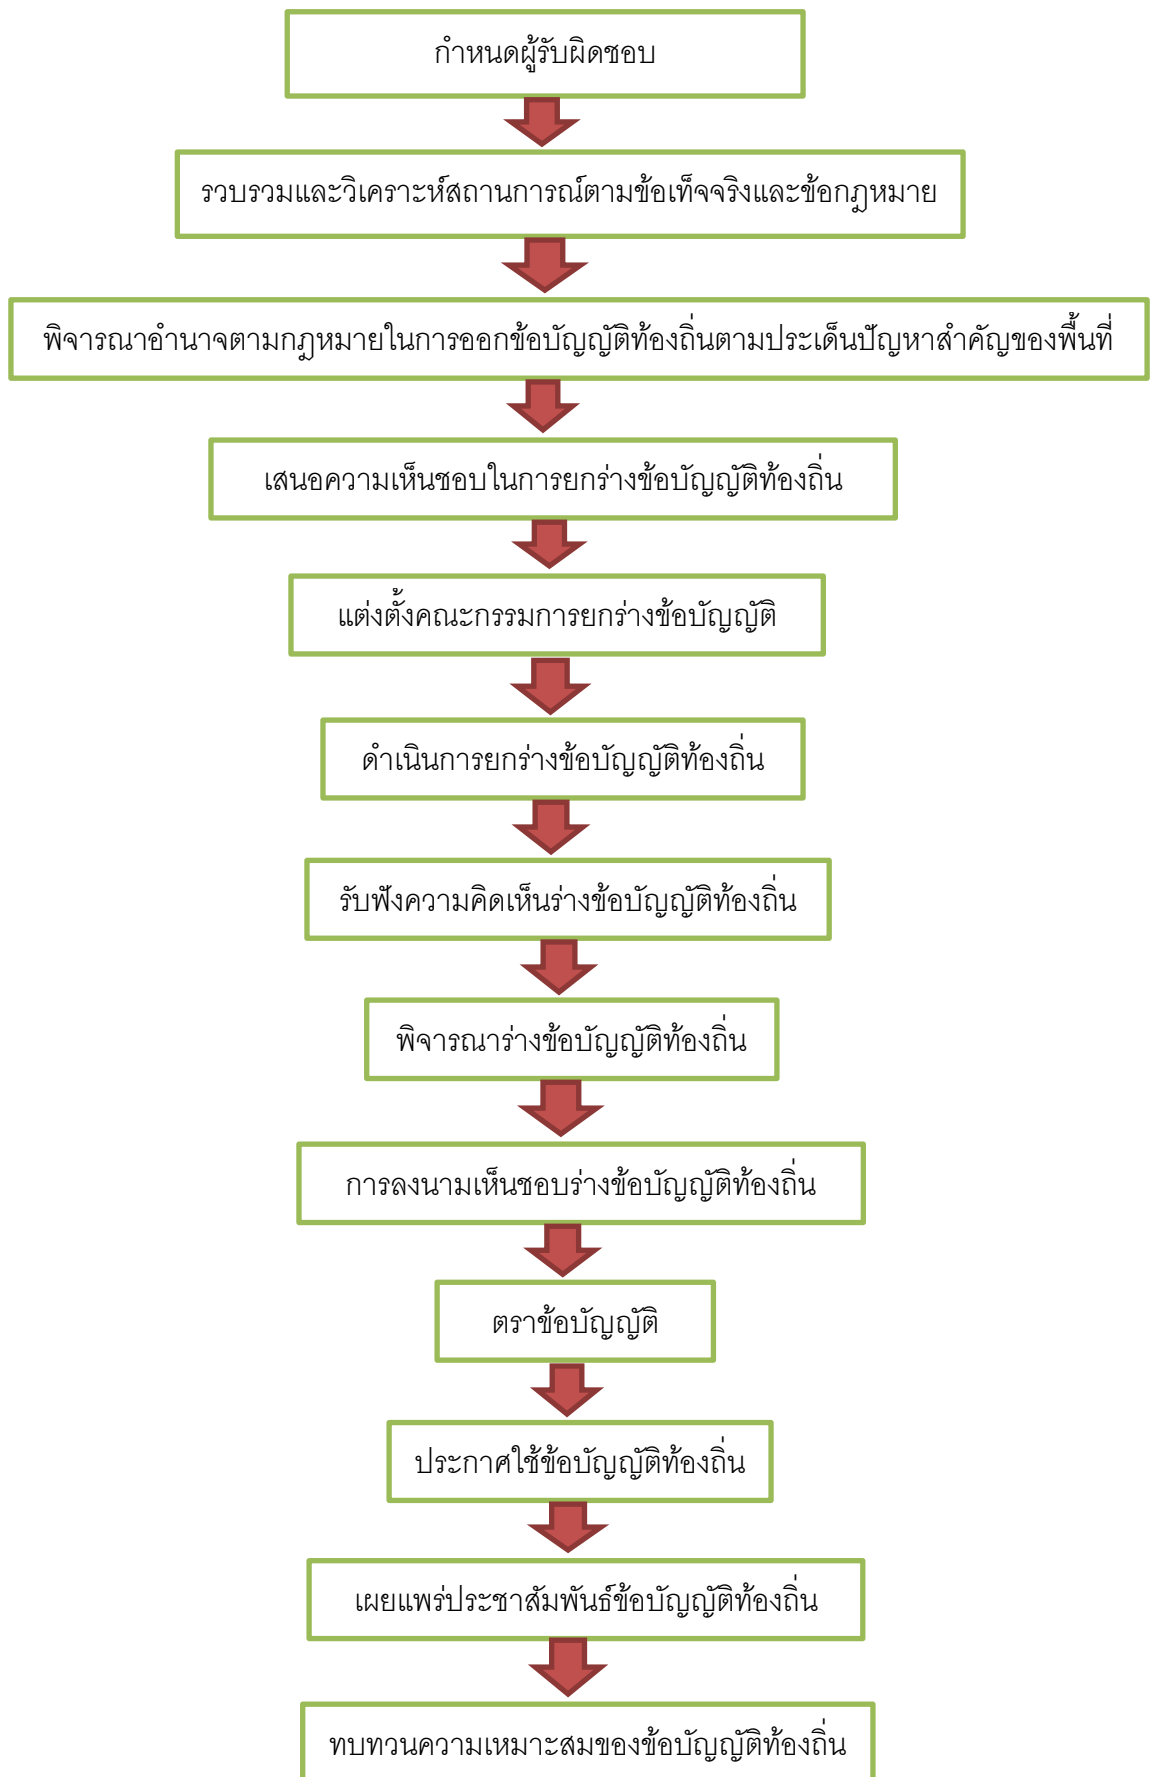 กำหนดผู้รับผิดชอบ
รวบรวมและวิเคราะห์สถานการณ์ตามข้อเท็จจริงและข้อกฎหมาย
พิจารณาอำนาจตามกฎหมายในการออกข้อบัญญัติท้องถิ่นตามประเด็นปัญหาสำคัญของพื้นที่
เสนอความเห็นชอบในการยกร่างข้อบัญญัติท้องถิ่น
แต่งตั้งคณะกรรมการยกร่างข้อบัญญัติ
ดำเนินการยกร่างข้อบัญญัติท้องถิ่น
รับฟังความคิดเห็นร่างข้อบัญญัติท้องถิ่น
พิจารณาร่างข้อบัญญัติท้องถิ่น
การลงนามเห็นชอบร่างข้อบัญญัติท้องถิ่น
ตราข้อบัญญัติ
ประกาศใช้ข้อบัญญัติท้องถิ่น
เผยแพร่ประชาสัมพันธ์ข้อบัญญัติท้องถิ่น
ทบทวนความเหมาะสมของข้อบัญญัติท้องถิ่น